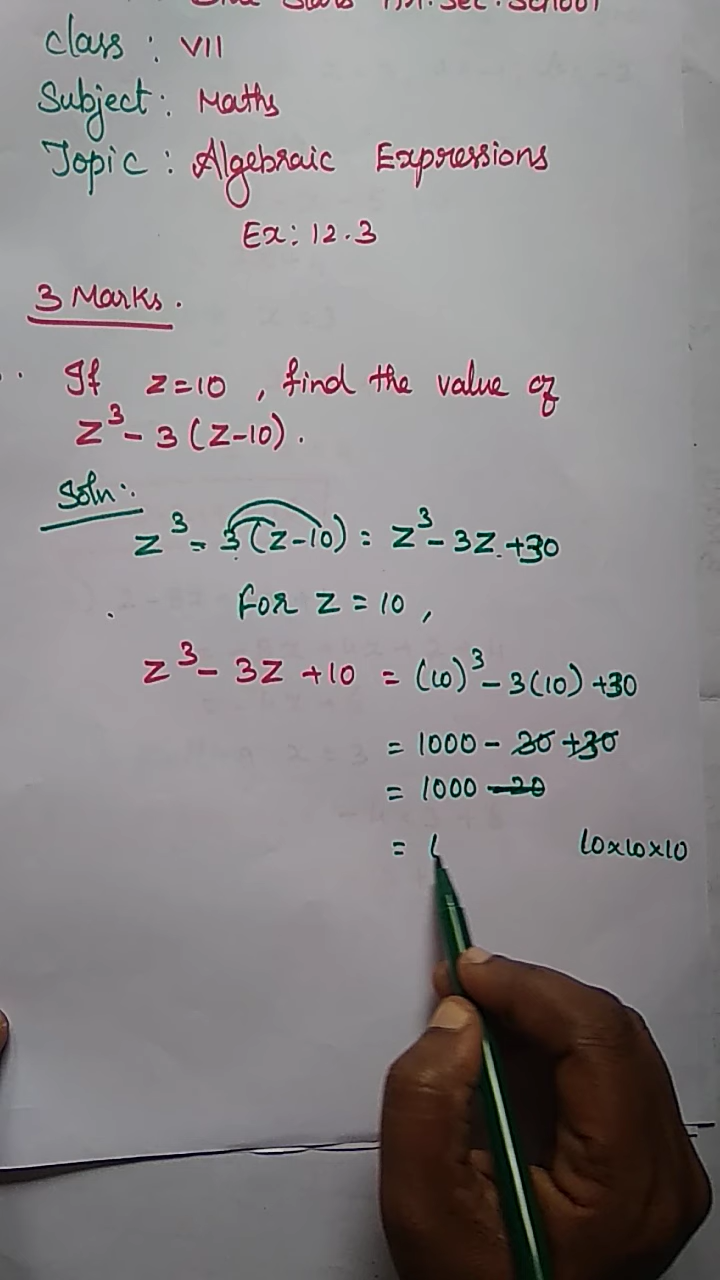 class : VII
Subject : Maths
Topic : Algebraic Expressions
Ex: 12.3
3 Marks.
If z=10 , find the value of
z³- 3(z-10).
Soln:
z³ - 3(z-10) = z³- 3z +30
For z = 10 ,
z³- 3z +10 = (10)³- 3(10) +30
= 1000 - 30 +30
= 1000 -20
= 1
10x10x10